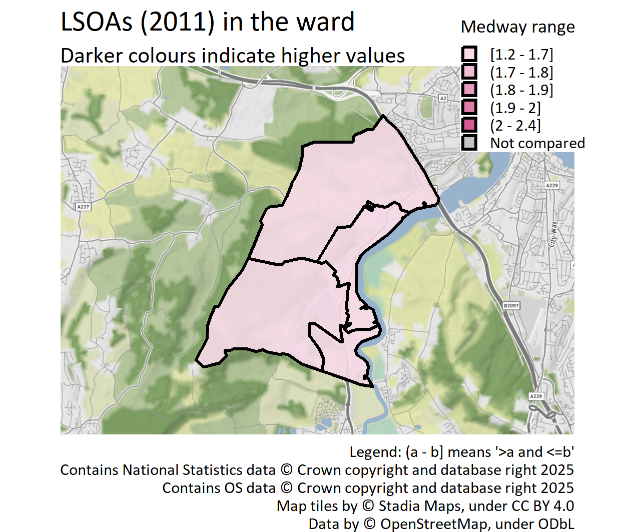 LSOAs (2011) in the ward
Darker colours indicate higher values
Medway range
[1.2 - 1.7]
(1.7 - 1.8]
(1.8 - 1.9]
(1.9 - 2]
(2 - 2.4]
Not compared
A2
A227
A229
City Way
B2097
A229
Legend: (a - b] means '>a and <=b'
Contains National Statistics data © Crown copyright and database right 2025
Contains OS data © Crown copyright and database right 2025
Map tiles by © Stadia Maps, under CC BY 4.0
Data by © OpenStreetMap, under ODbL